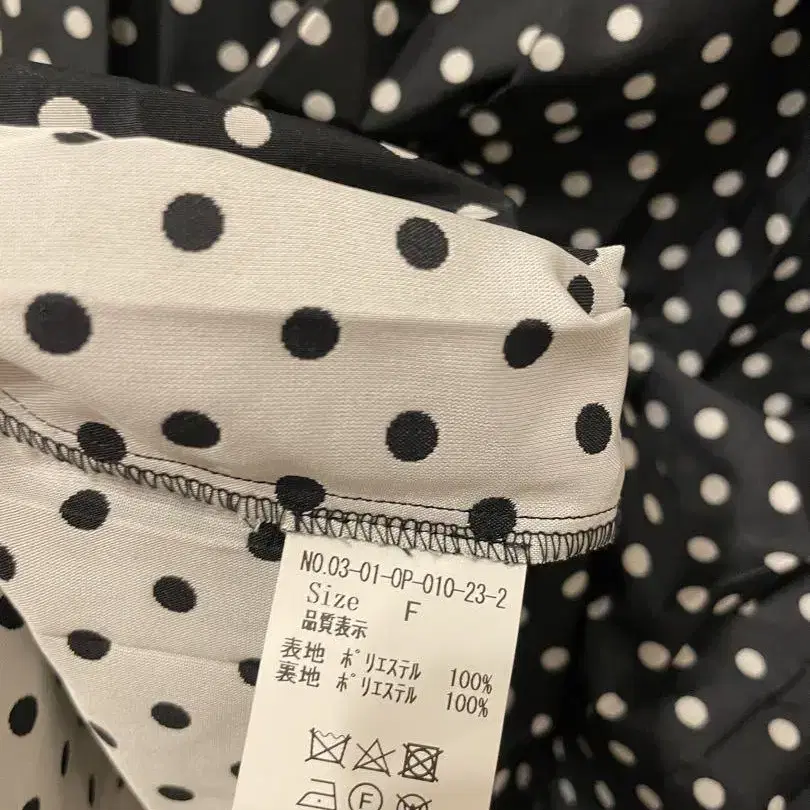 NO.03-01-OP-010-23-2
Size F
品質表示
表地 ポリエステル 100%
裏地 ポリエステル 100%
F